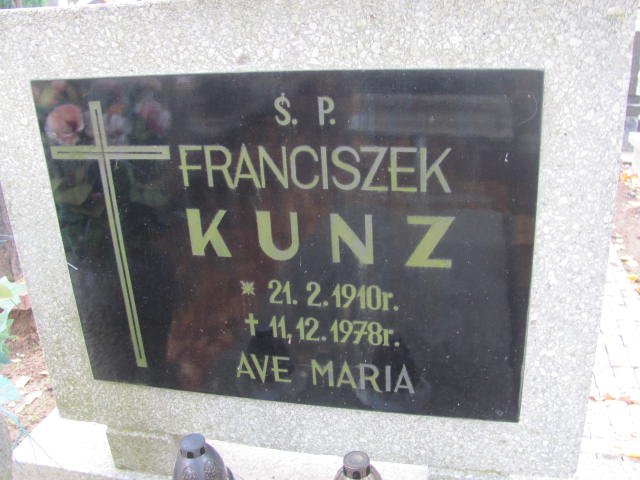 Ś. P.
FRANCISZEK
KUNZ
* 21. 2. 1910r.
† 11, 12. 1978r.
AVE MARIA